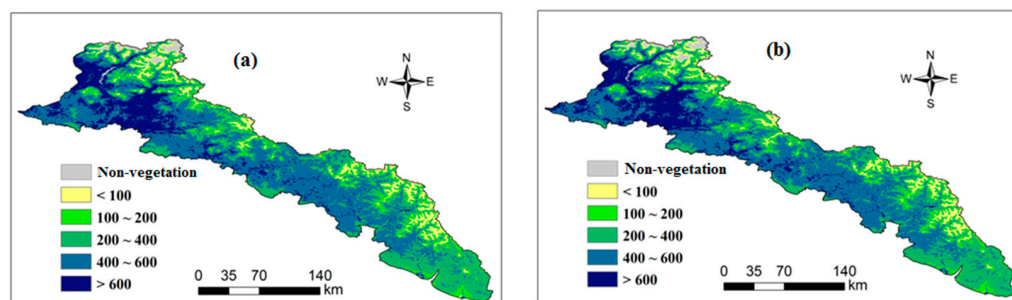 (a)
N
W E
S
Non-vegetation
< 100
100 ~ 200
200 ~ 400
400 ~ 600
> 600
0 35 70 140
km
(b)
N
W E
S
Non-vegetation
< 100
100 ~ 200
200 ~ 400
400 ~ 600
> 600
0 35 70 140
km